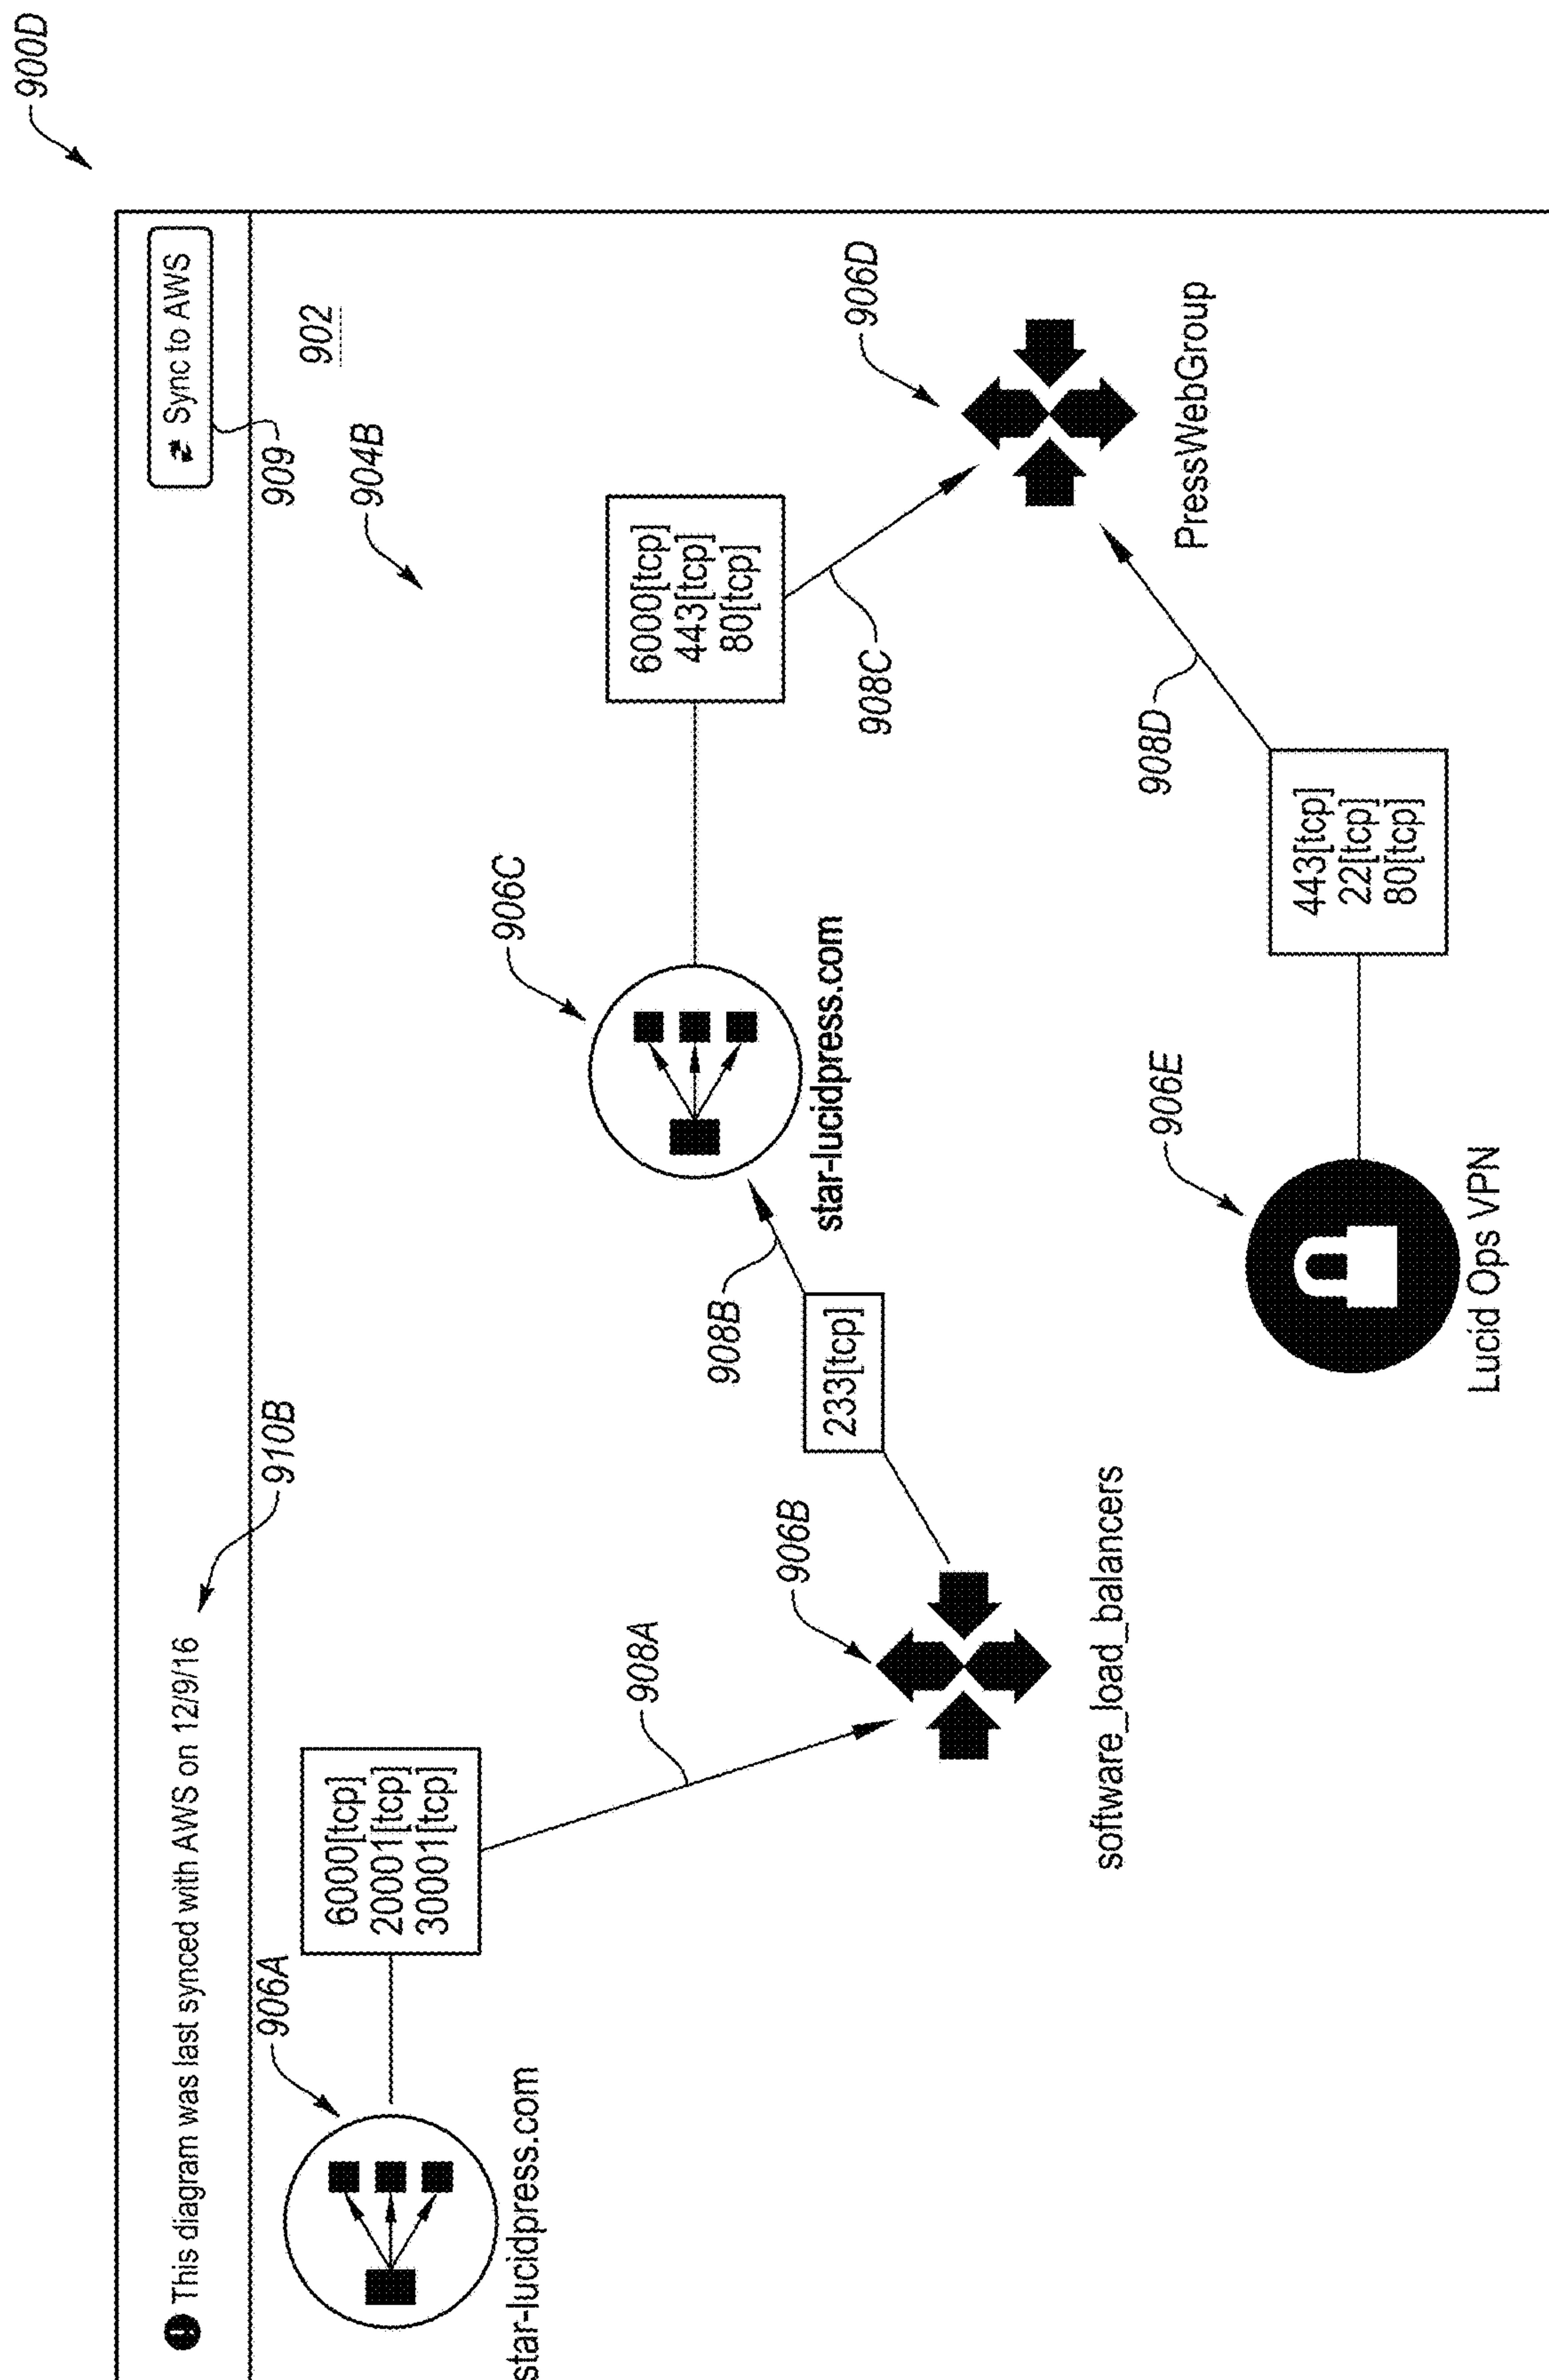 900D
This diagram was last synced with AWS on 12/9/16
Sync to AWS
910B
909
902
904B
906A
6000[tcp]
20001[tcp]
30001[tcp]
star-lucidpress.com
908A
906B
software_load_balancers
233[tcp]
908B
906C
star-lucidpress.com
6000[tcp]
443[tcp]
80[tcp]
908C
906D
PressWebGroup
908D
443[tcp]
22[tcp]
80[tcp]
906E
Lucid Ops VPN